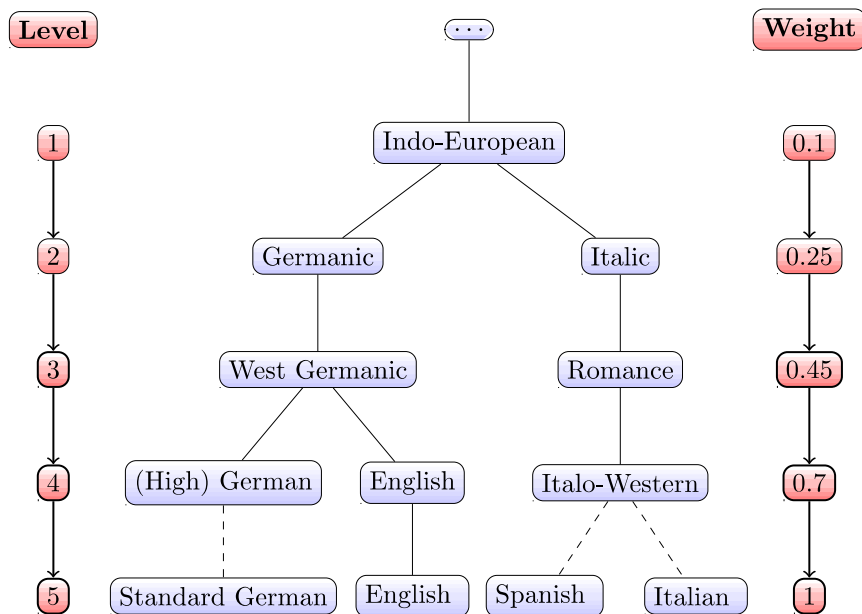 Level
· · ·
Weight
1
Indo-European
0.1
2
Germanic
Italic
0.25
3
West Germanic
Romance
0.45
4
(High) German
English
Italo-Western
0.7
5
Standard German
English
Spanish
Italian
1